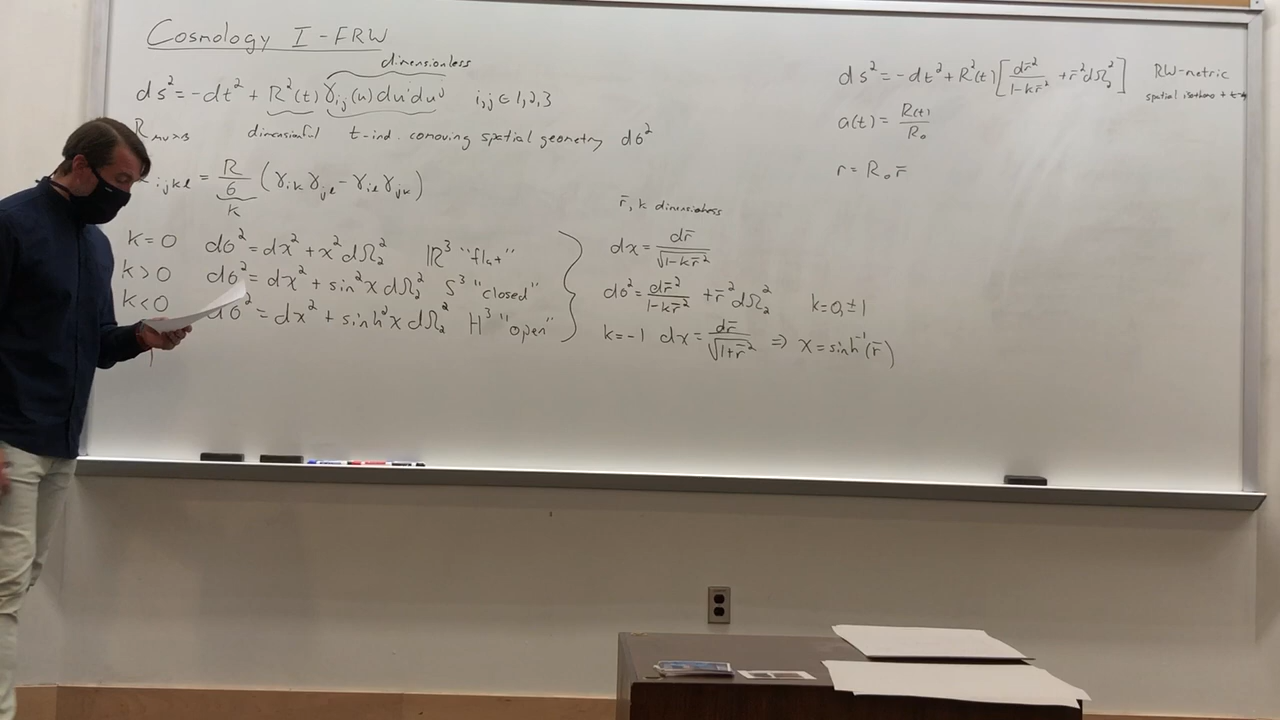 Cosmology I - FRW
dimensionless
ds² = -dt² + R²(t) γᵢⱼ(u) duⁱduʲ   i,j ∈ 1,2,3
dimensionful   t-ind. comoving spatial geometry dσ²
ᵢⱼₖₗ = R/6 (γᵢₖ γⱼₗ - γᵢₗ γⱼₖ)
k
k = 0   dσ² = dχ² + χ² dΩ₂²   ℝ³ "flat"
k > 0   dσ² = dχ² + sin²χ dΩ₂²   S³ "closed"
k < 0   dσ² = dχ² + sinh²χ dΩ₂²   H³ "open"
r̄, k dimensionless
dχ = dr̄/√(1-kr̄²)
dσ² = dr̄²/(1-kr̄²) + r̄² dΩ₂²   k = 0, ±1
k = -1   dχ = dr̄/√(1+r̄²) ⇒ χ = sinh⁻¹(r̄)
ds² = -dt² + R²(t) [dr̄²/(1-kr̄²) + r̄² dΩ₂²]   RW-metric
spatial
a(t) = R(t)/R₀
r = R₀ r̄